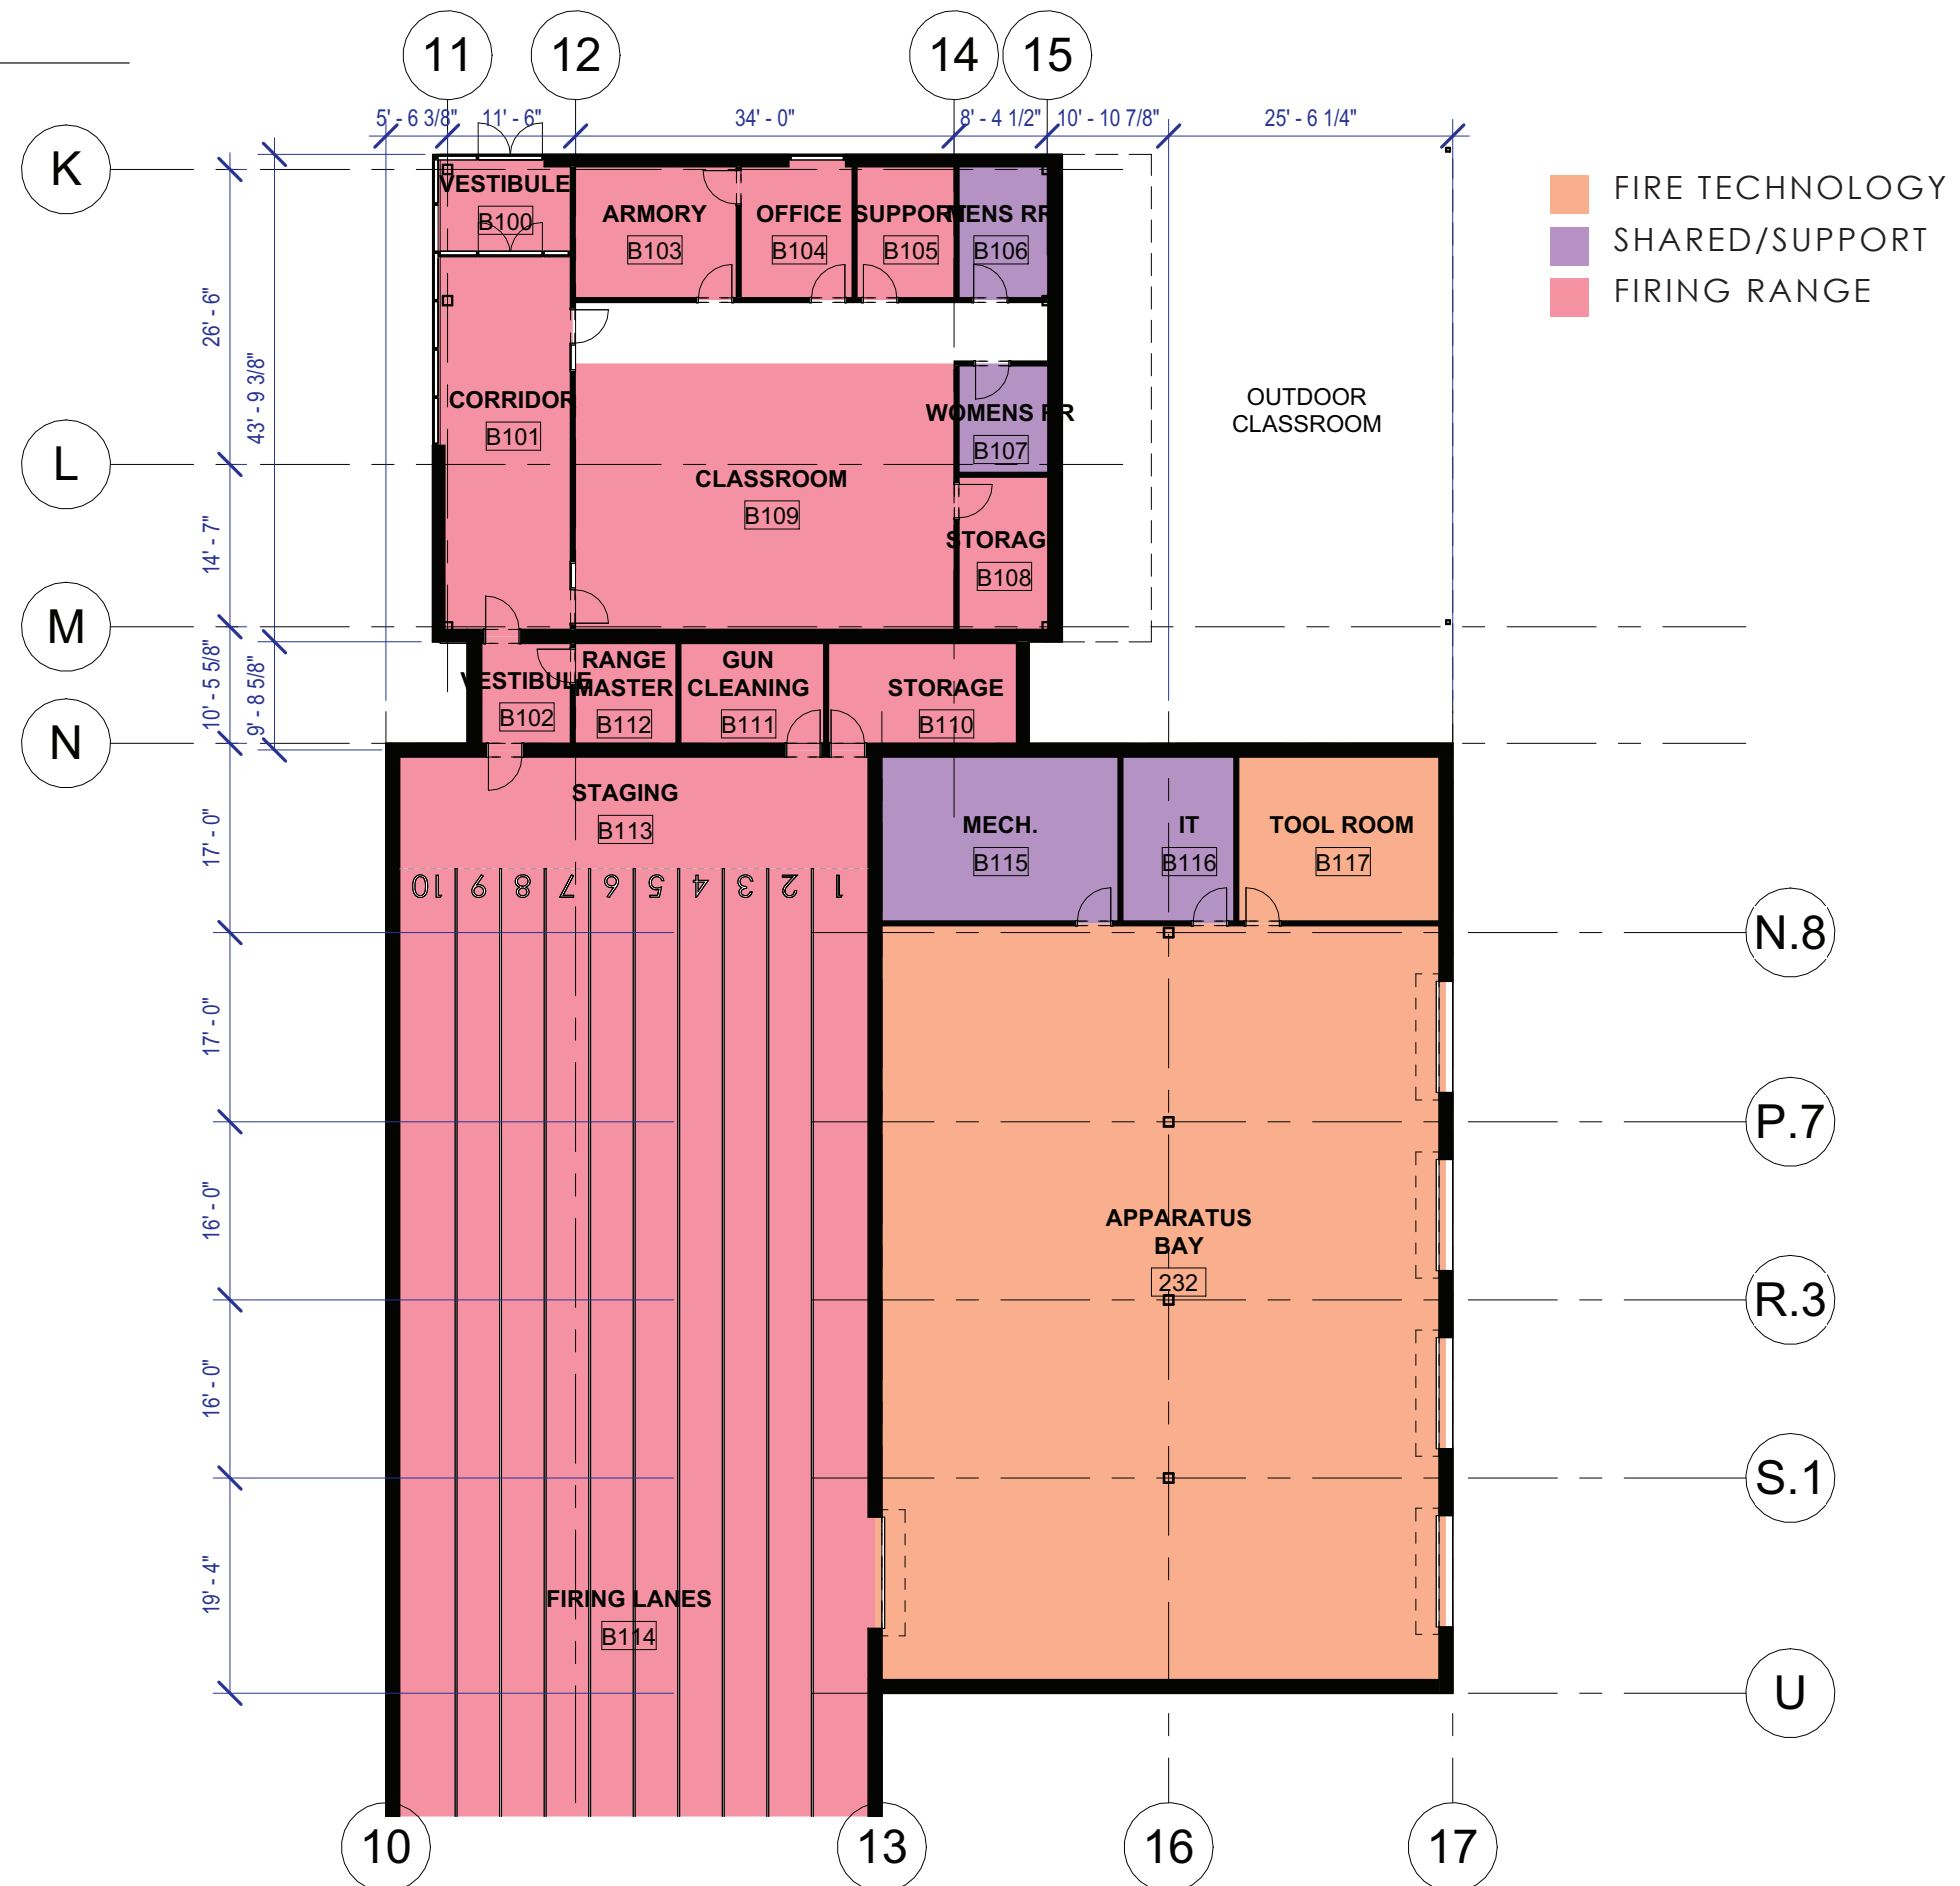 11
12
14
15
5' - 6 3/8"
11' - 6"
34' - 0"
8' - 4 1/2"
10' - 10 7/8"
25' - 6 1/4"
K
L
M
N
26' - 6"
43' - 9 3/8"
14' - 7"
10' - 5 5/8"
9' - 8 5/8"
17' - 0"
17' - 0"
16' - 0"
16' - 0"
19' - 4"
FIRE TECHNOLOGY
SHARED/SUPPORT
FIRING RANGE
VESTIBULE
B100
ARMORY
B103
OFFICE
B104
SUPPORT
B105
MENS RR
B106
CORRIDOR
B101
WOMENS RR
B107
CLASSROOM
B109
STORAG
B108
OUTDOOR
CLASSROOM
VESTIBULE
B102
RANGE
MASTER
B112
GUN
CLEANING
B111
STORAGE
B110
STAGING
B113
MECH.
B115
IT
B116
TOOL ROOM
B117
10 9 8 7 6 5 4 3 2 1
APPARATUS
BAY
232
FIRING LANES
B114
N.8
P.7
R.3
S.1
U
10
13
16
17